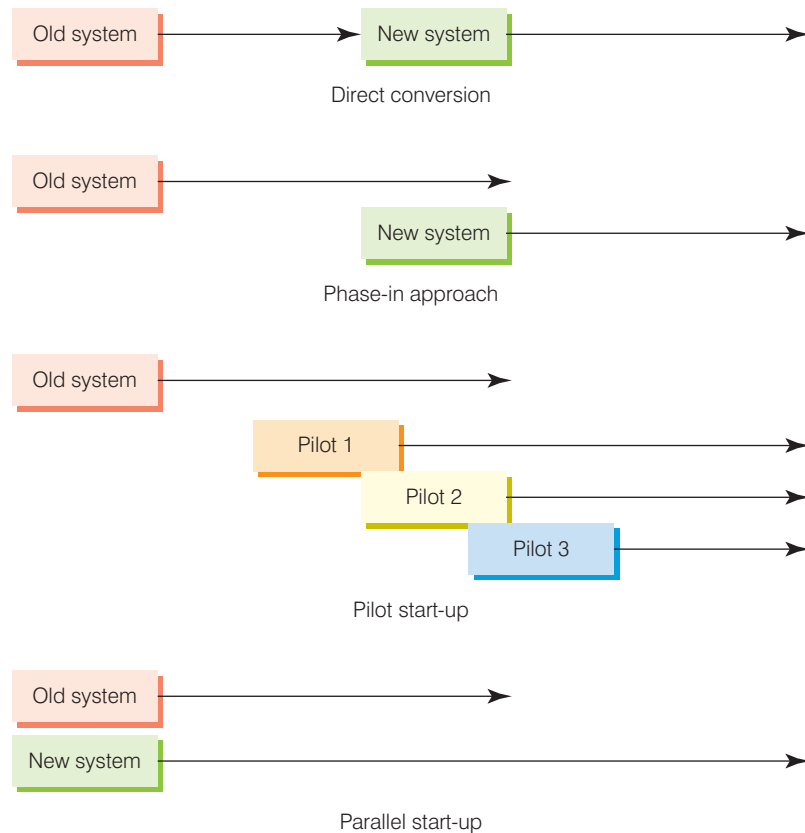 Old system
New system
Direct conversion
Old system
New system
Phase-in approach
Old system
Pilot 1
Pilot 2
Pilot 3
Pilot start-up
Old system
New system
Parallel start-up